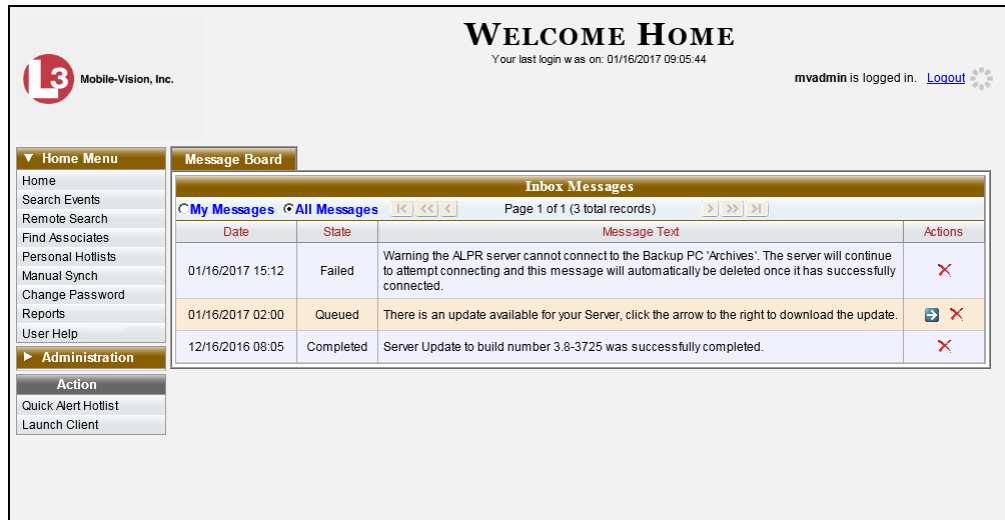 WELCOME HOME
Your last login was on: 01/16/2017 09:05:44
L3 Mobile-Vision, Inc.
mvadmin is logged in. Logout
Home Menu
Home
Search Events
Remote Search
Find Associates
Personal Hotlists
Manual Synch
Change Password
Reports
User Help
Administration
Action
Quick Alert Hotlist
Launch Client
Message Board
Inbox Messages
My Messages All Messages Page 1 of 1 (3 total records)
Date State Message Text Actions
01/16/2017 15:12 Failed Warning the ALPR server cannot connect to the Backup PC 'Archives'. The server will continue
to attempt connecting and this message will automatically be deleted once it has successfully
connected.
01/16/2017 02:00 Queued There is an update available for your Server, click the arrow to the right to download the update.
12/16/2016 08:05 Completed Server Update to build number 3.8-3725 was successfully completed.